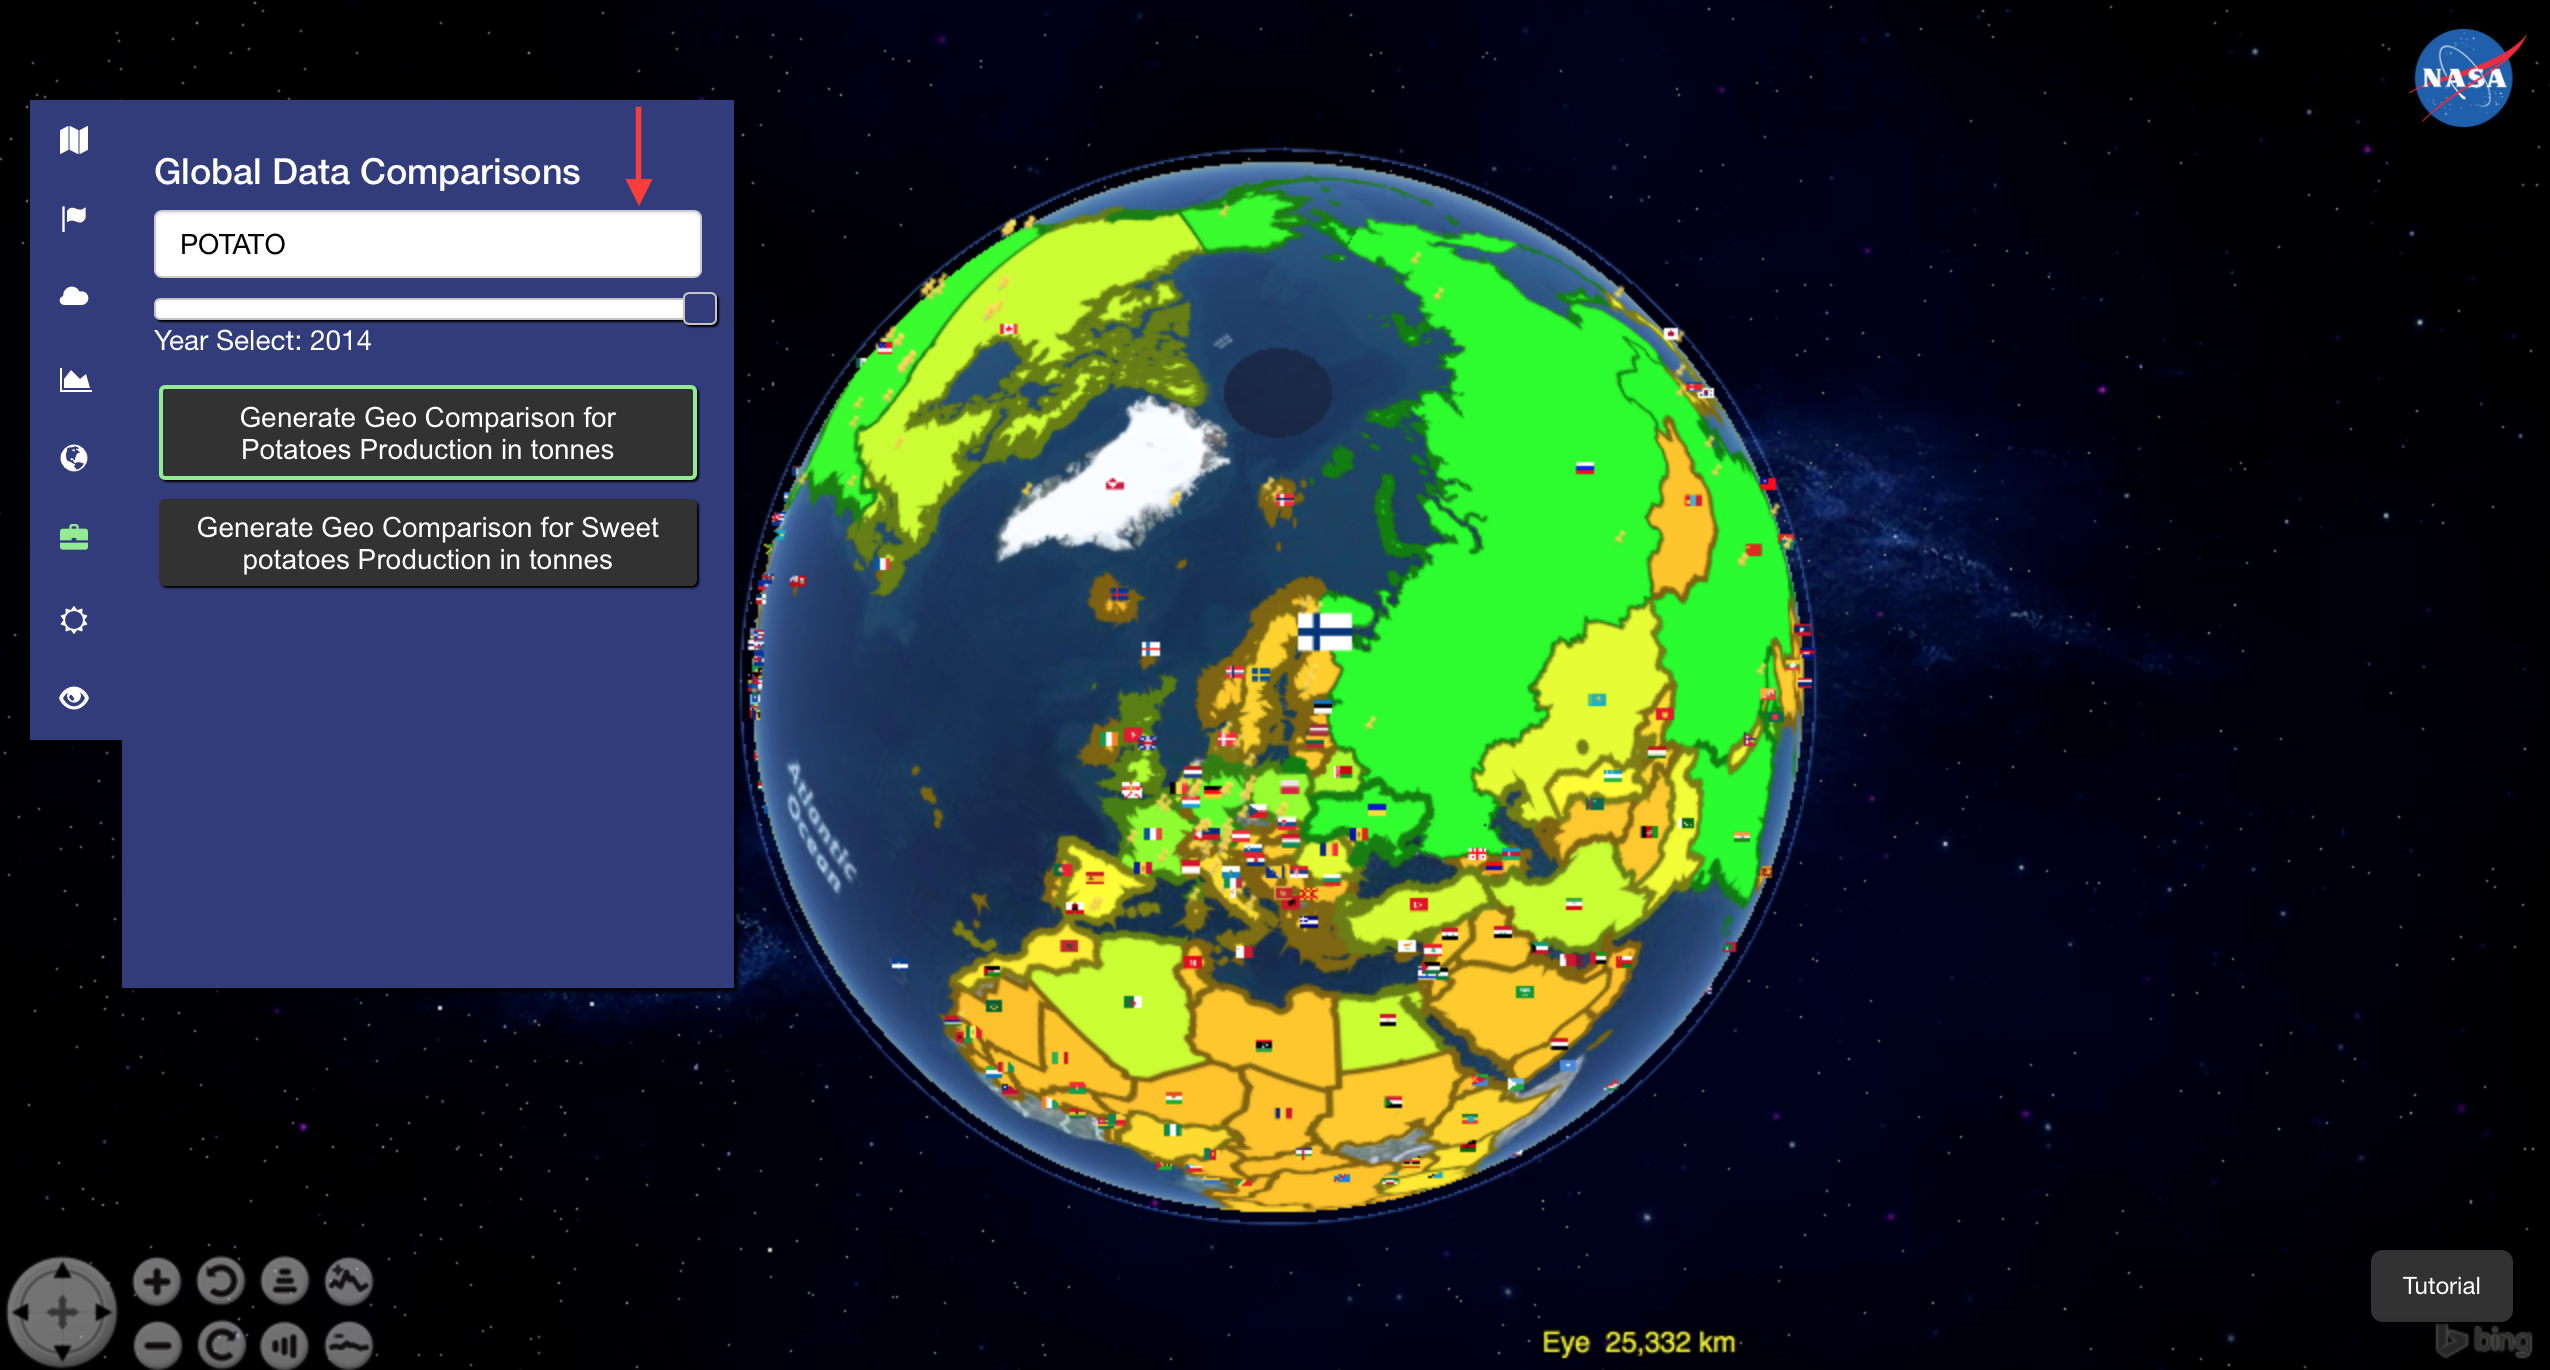 NASA
Global Data Comparisons
POTATO
Year Select: 2014
Generate Geo Comparison for
Potatoes Production in tonnes
Generate Geo Comparison for Sweet
potatoes Production in tonnes
Atlantic
Ocean
Tutorial
Eye 25,332 km
bing